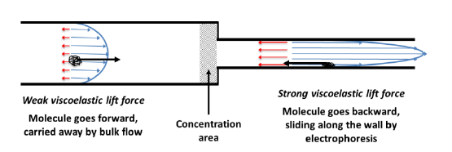 Weak viscoelastic lift force
Molecule goes forward,
carried away by bulk flow
Concentration
area
Strong viscoelastic lift force
Molecule goes backward,
sliding along the wall by
electrophoresis